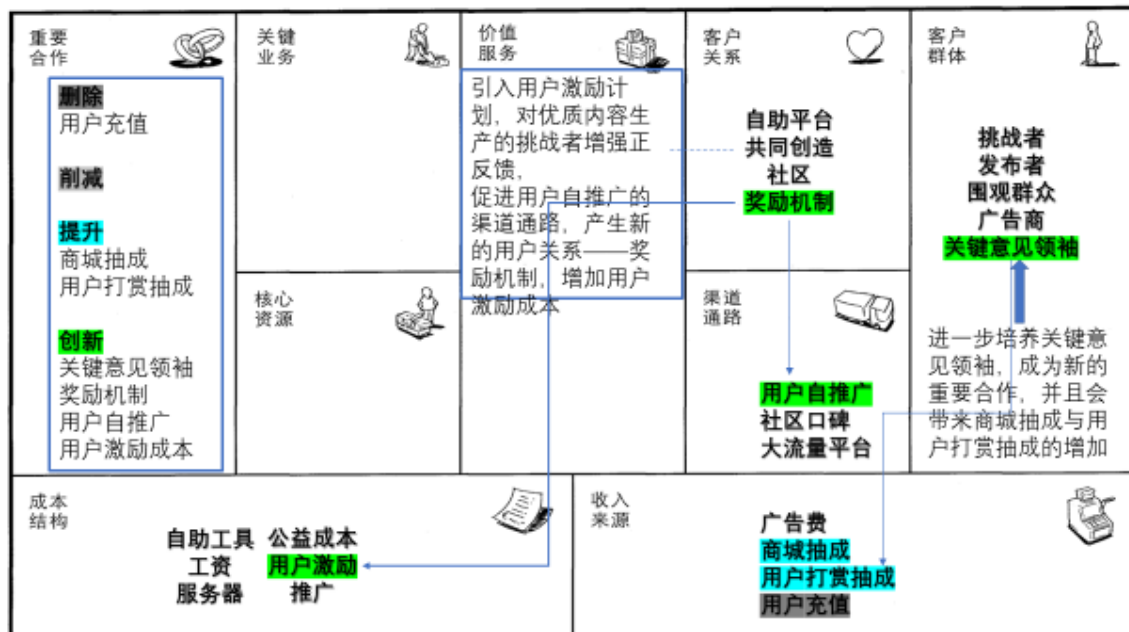 重要
合作
删除
用户充值
削减
提升
商城抽成
用户打赏抽成
创新
关键意见领袖
奖励机制
用户自推广
用户激励成本
关键
业务
核心
资源
价值
服务
引入用户激励计
划，对优质内容生
产的挑战者增强正
反馈，
促进用户自推广的
渠道通路，产生新
的用户关系——奖
励机制，增加用户
激励成本
客户
关系
自助平台
共同创造
社区
奖励机制
渠道
通路
用户自推广
社区口碑
大流量平台
客户
群体
挑战者
发布者
围观群众
广告商
关键意见领袖
进一步培养关键意
见领袖，成为新的
重要合作，并且会
带来商城抽成与用
户打赏抽成的增加
成本
结构
自助工具 公益成本
工资 用户激励
服务器 推广
收入
来源
广告费
商城抽成
用户打赏抽成
用户充值